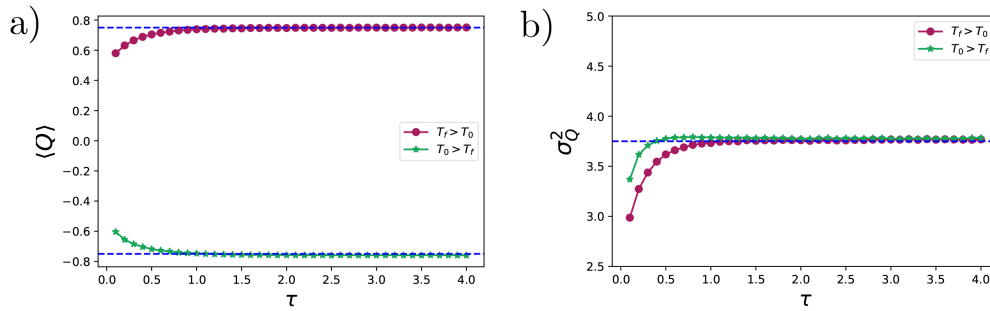 a)
0.8
0.6
0.4
0.2
0.0
−0.2
−0.4
−0.6
−0.8
⟨Q⟩
T_f > T_0
T_0 > T_f
0.0 0.5 1.0 1.5 2.0 2.5 3.0 3.5 4.0
τ
b)
5.0
4.5
4.0
3.5
3.0
2.5
σ_Q^2
T_f > T_0
T_0 > T_f
0.0 0.5 1.0 1.5 2.0 2.5 3.0 3.5 4.0
τ